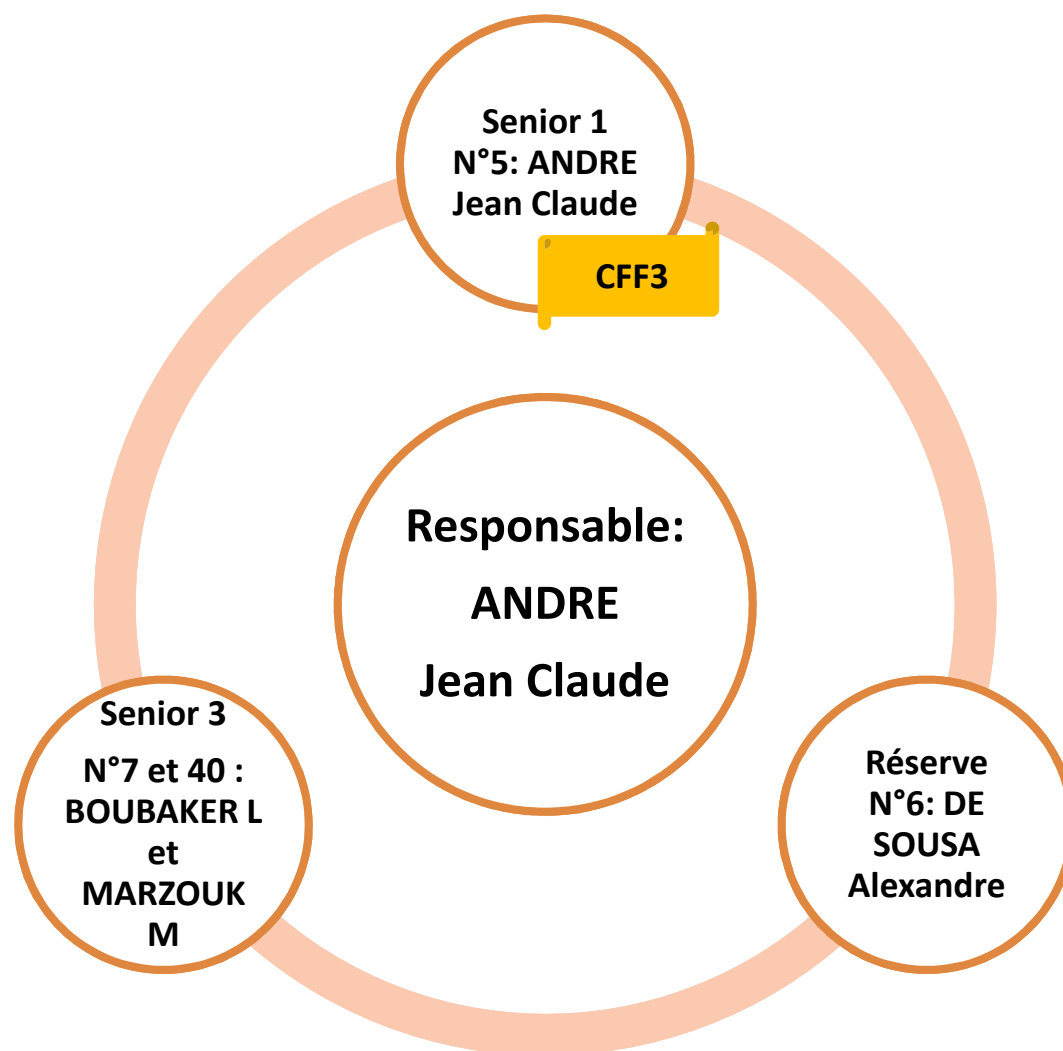 Senior 1
N°5: ANDRE
Jean Claude
CFF3
Responsable:
ANDRE
Jean Claude
Senior 3
N°7 et 40 :
BOUBAKER L
et
MARZOUK
M
Réserve
N°6: DE
SOUSA
Alexandre